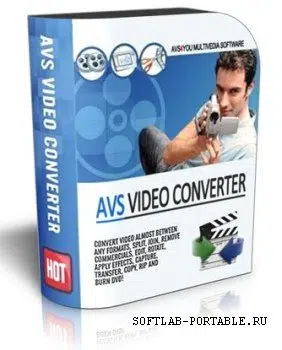 AVS4YOU MULTIMEDIA SOFTWARE
AVS VIDEO CONVERTER
HOT
AVS VIDEO CONVERTER
CONVERT VIDEO ALMOST BETWEEN
ANY FORMATS, SPLIT, JOIN, REMOVE
COMMERCIALS, EDIT, ROTATE,
APPLY EFFECTS, CAPTURE,
TRANSFER, COPY, RIP AND
BURN DVD!
SOFTLAB-PORTABLE.RU